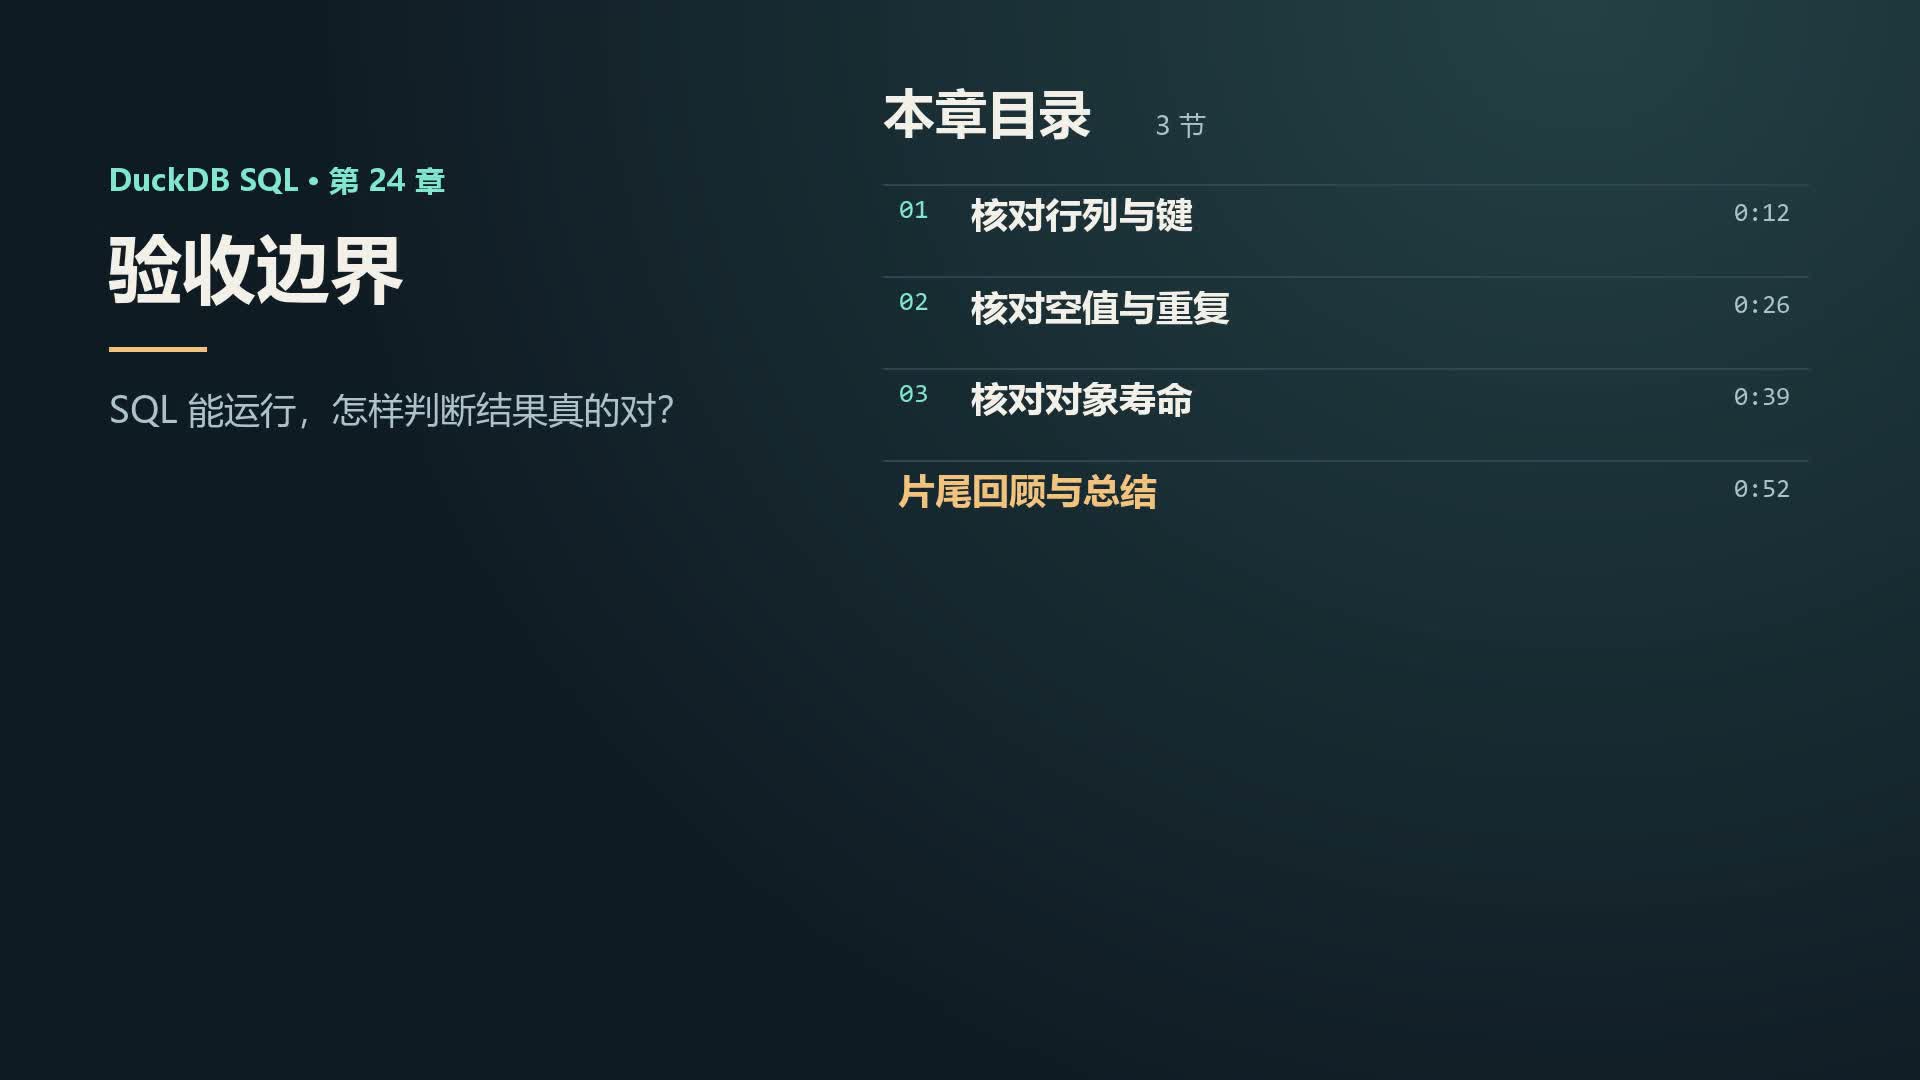 DuckDB SQL • 第 24 章
验收边界
SQL 能运行，怎样判断结果真的对？
本章目录 3 节
01 核对行列与键 0:12
02 核对空值与重复 0:26
03 核对对象寿命 0:39
片尾回顾与总结 0:52